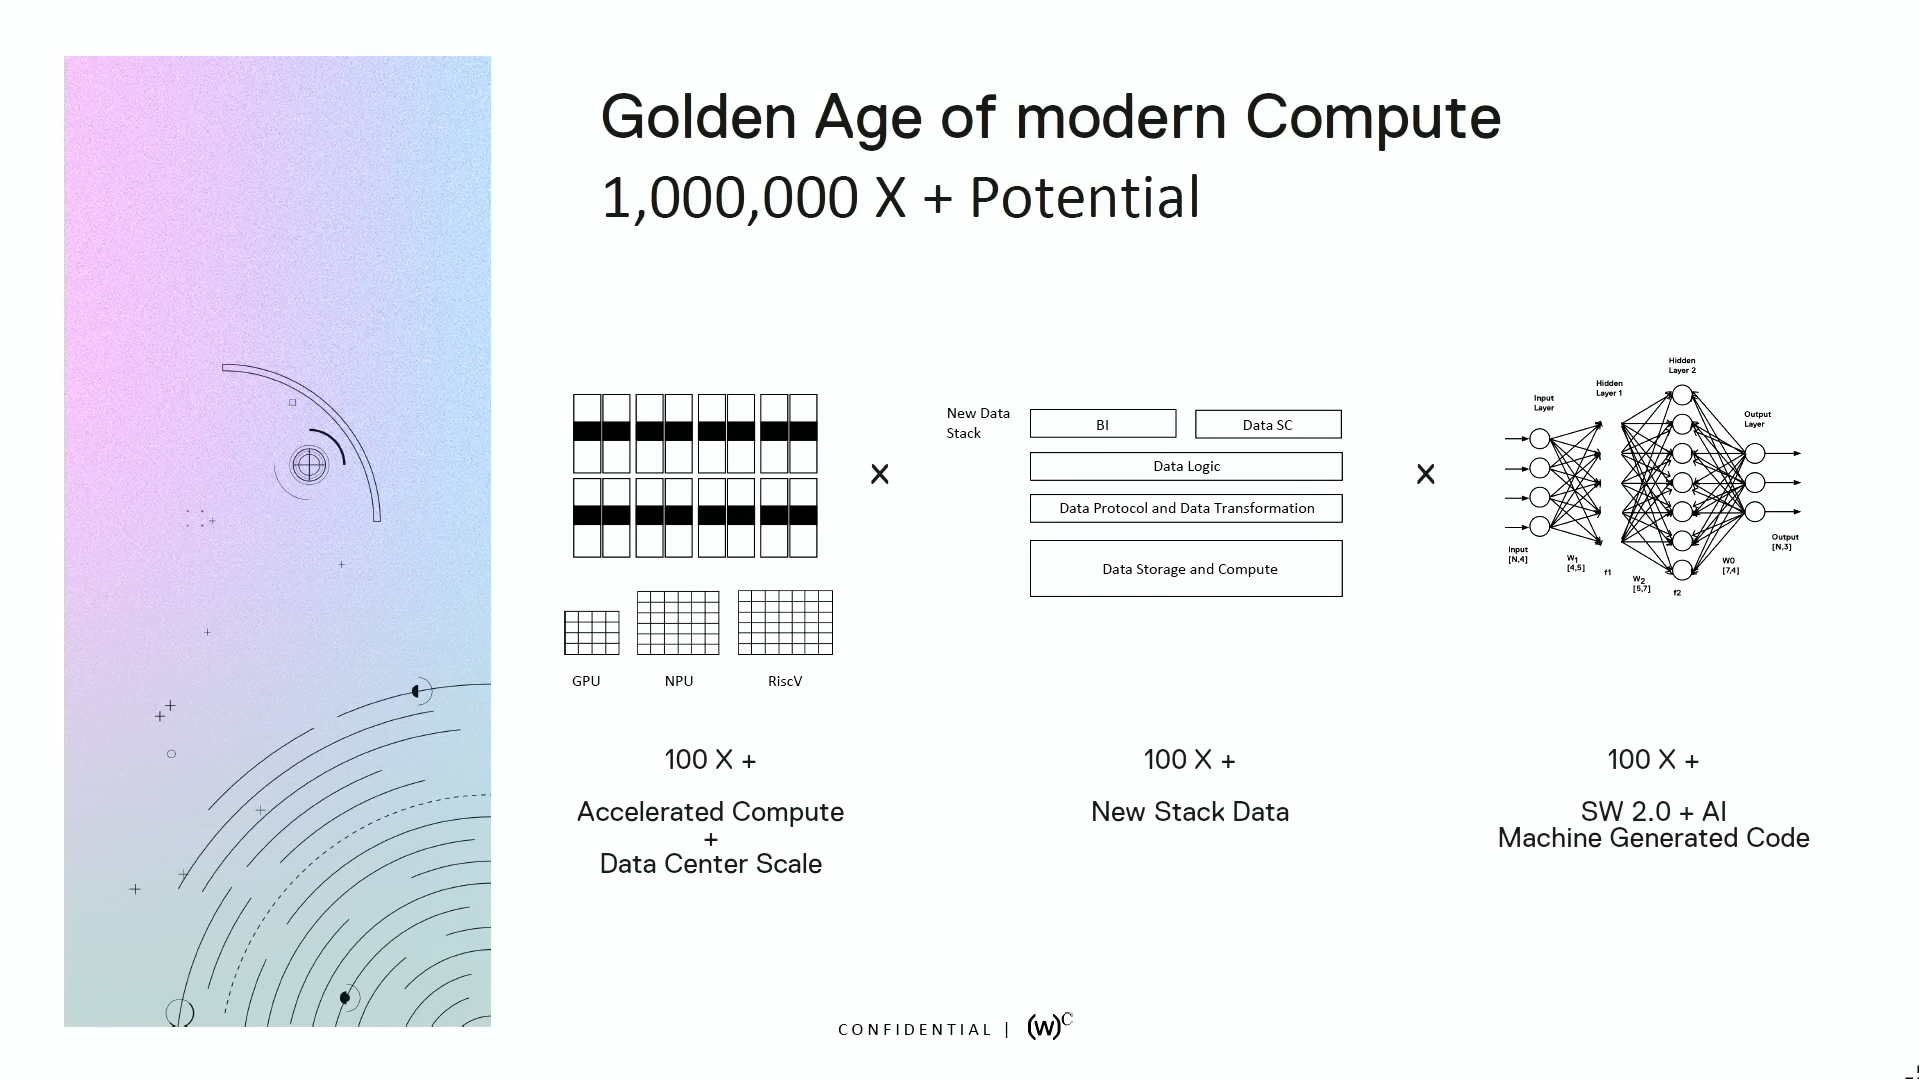 Golden Age of modern Compute
1,000,000 X + Potential
GPU
NPU
RiscV
X
New Data
Stack
BI
Data SC
Data Logic
Data Protocol and Data Transformation
Data Storage and Compute
X
Input
Layer
Hidden
Layer 1
Hidden
Layer 2
Output
Layer
Input
[N,4]
W1
[4,5]
f1
W2
[5,7]
f2
W0
[7,4]
Output
[N,3]
100 X +
Accelerated Compute
+
Data Center Scale
100 X +
New Stack Data
100 X +
SW 2.0 + AI
Machine Generated Code
CONFIDENTIAL | (w)C